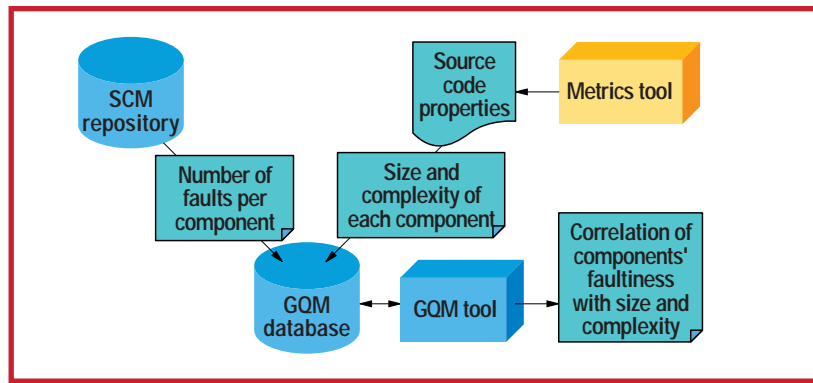 SCM
repository
Source
code
properties
Metrics tool
Number of
faults per
component
Size and
complexity of
each component
GQM
database
GQM tool
Correlation of
components'
faultiness
with size and
complexity